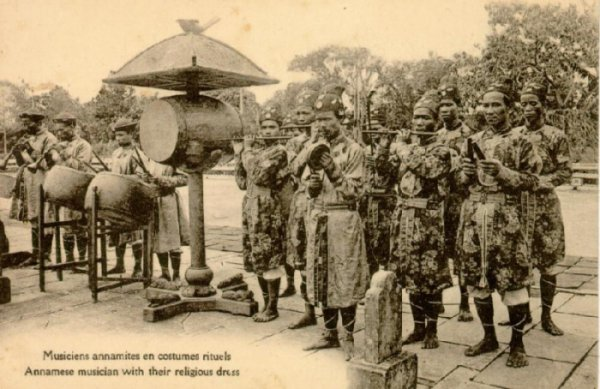 Musiciens annamites en costumes rituels
Annamese musician with their religious dress